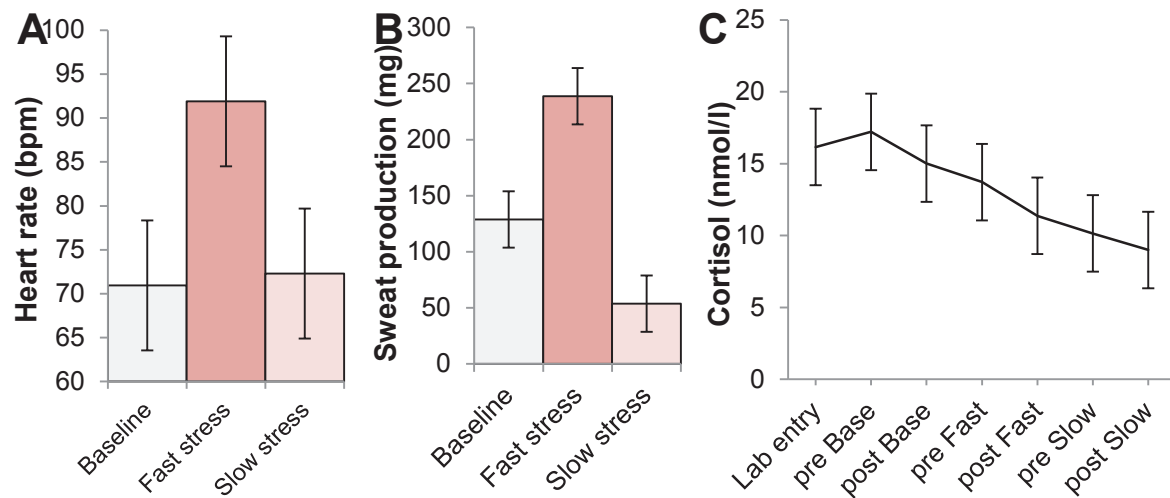 A
Heart rate (bpm)
100
95
90
85
80
75
70
65
60
Baseline
Fast stress
Slow stress
B
Sweat production (mg)
300
250
200
150
100
50
0
Baseline
Fast stress
Slow stress
C
Cortisol (nmol/l)
25
20
15
10
5
0
Lab entry
pre Base
post Base
pre Fast
post Fast
pre Slow
post Slow